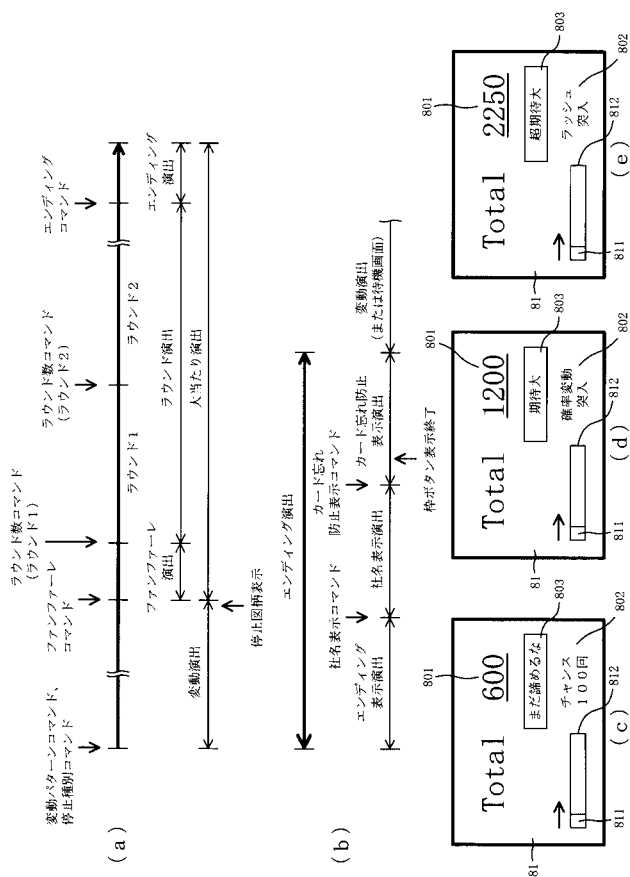 変動パターンコマンド、
停止種別コマンド
ファンファーレ
コマンド
ラウンド数コマンド
(ラウンド1)
ラウンド数コマンド
(ラウンド2)
エンディング
コマンド
(a)
ラウンド1
ラウンド2
変動演出
ファンファーレ
演出
ラウンド演出
エンディング
演出
大当たり演出
停止図柄表示
エンディング演出
(b)
社名表示コマンド
カード忘れ
防止表示コマンド
エンディング
表示演出
社名表示演出
カード忘れ防止
表示演出
変動演出
(または待機画面)
枠ボタン表示終了
801
Total 600
803
まだ諦めるな
チャンス
100回
802
81
811
812
(c)
801
Total 1200
803
期待大
確率変動
突入
802
81
811
812
(d)
801
Total 2250
803
超期待大
ラッシュ
突入
802
81
811
812
(e)